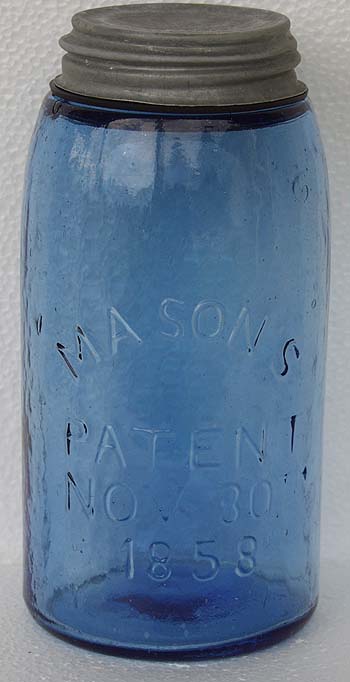 MASON'S
PATENT
NOV. 30TH
1858